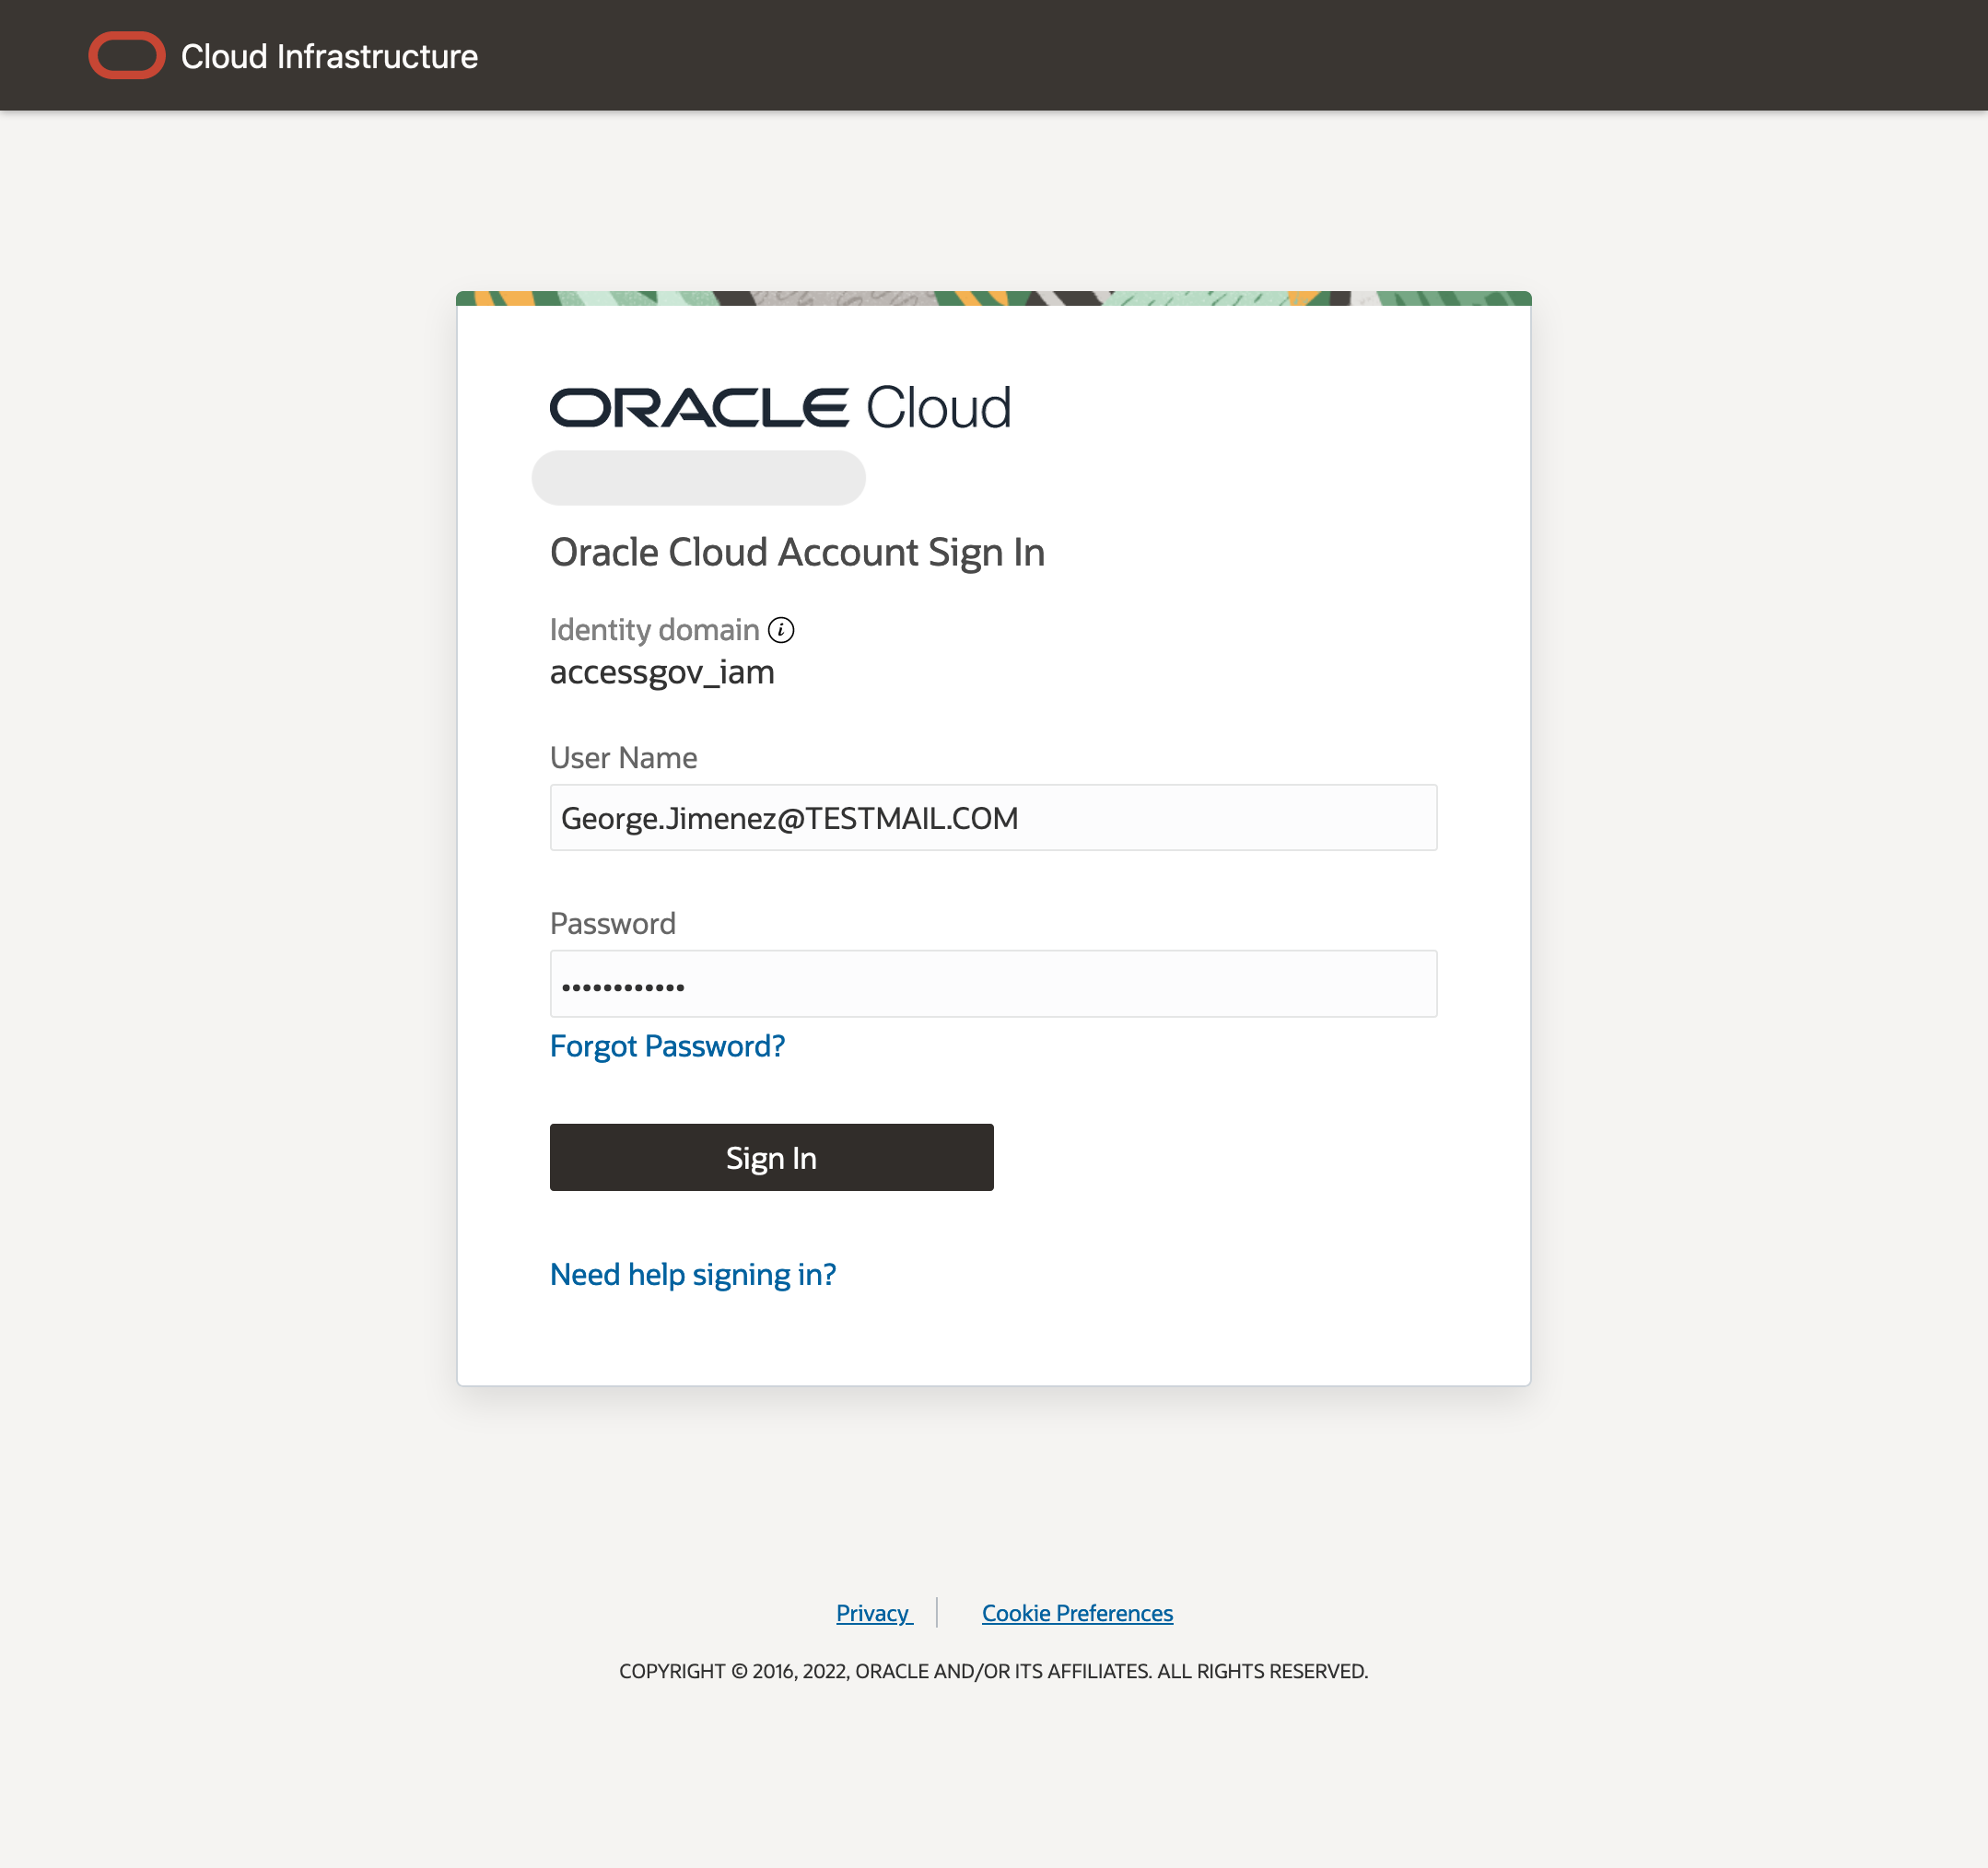 Cloud Infrastructure
ORACLE Cloud
Oracle Cloud Account Sign In
Identity domain i
accessgov_iam
User Name
George.Jimenez@TESTMAIL.COM
Password
••••••••••••
Forgot Password?
Sign In
Need help signing in?
Privacy | Cookie Preferences
COPYRIGHT © 2016, 2022, ORACLE AND/OR ITS AFFILIATES. ALL RIGHTS RESERVED.